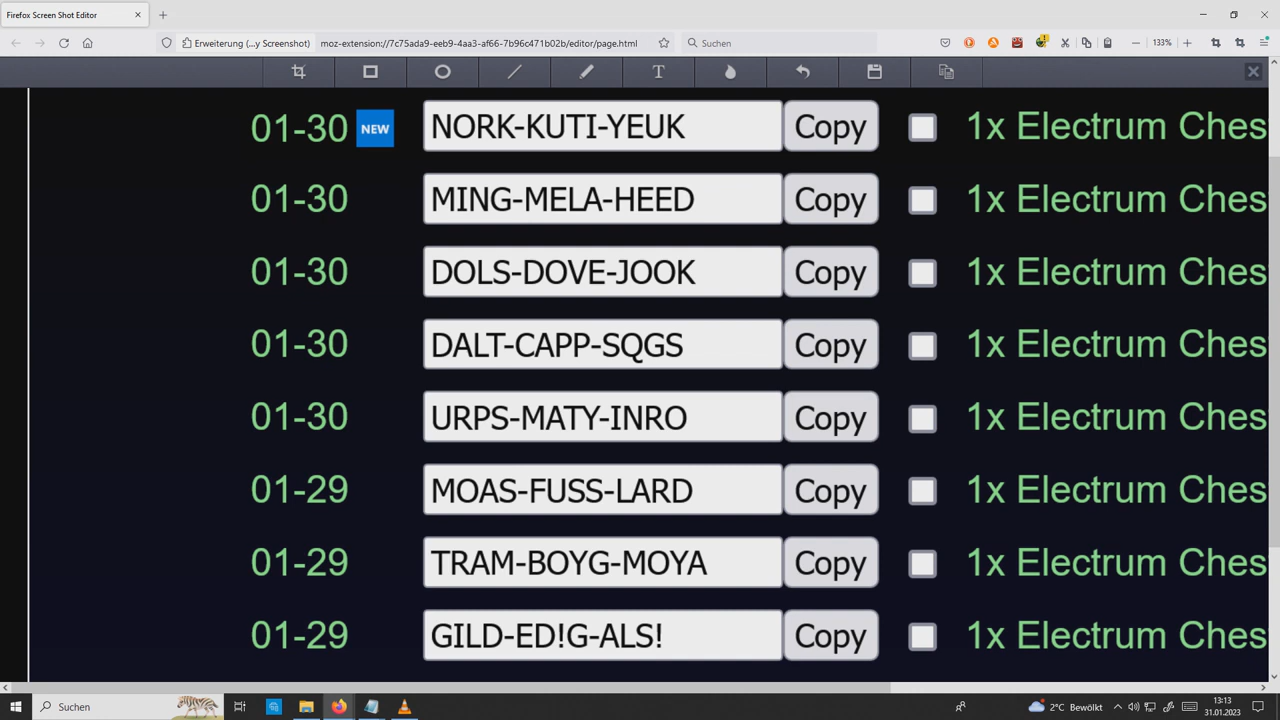 Firefox Screen Shot Editor
Erweiterung (...y Screenshot) moz-extension://7c75ada9-eeb9-4aa3-af66-7b96c471b02b/editor/page.html Suchen 133%
T
01-30 NEW NORK-KUTI-YEUK Copy 1x Electrum Ches
01-30 MING-MELA-HEED Copy 1x Electrum Ches
01-30 DOLS-DOVE-JOOK Copy 1x Electrum Ches
01-30 DALT-CAPP-SQGS Copy 1x Electrum Ches
01-30 URPS-MATY-INRO Copy 1x Electrum Ches
01-29 MOAS-FUSS-LARD Copy 1x Electrum Ches
01-29 TRAM-BOYG-MOYA Copy 1x Electrum Ches
01-29 GILD-ED!G-ALS! Copy 1x Electrum Ches
Suchen 2°C Bewölkt 13:13
31.01.2023